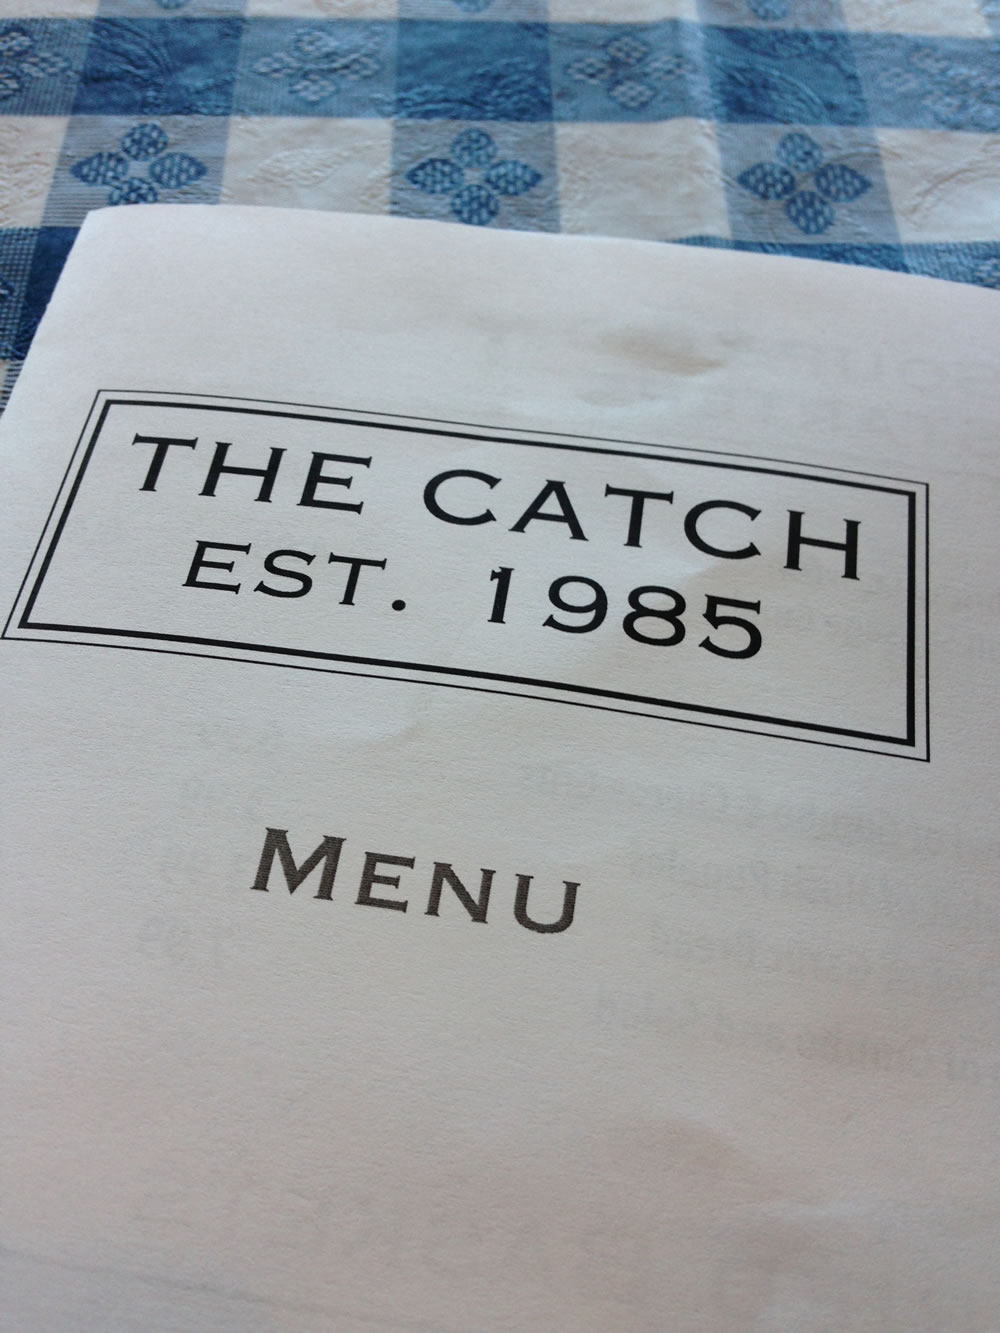 THE CATCH
EST. 1985
MENU